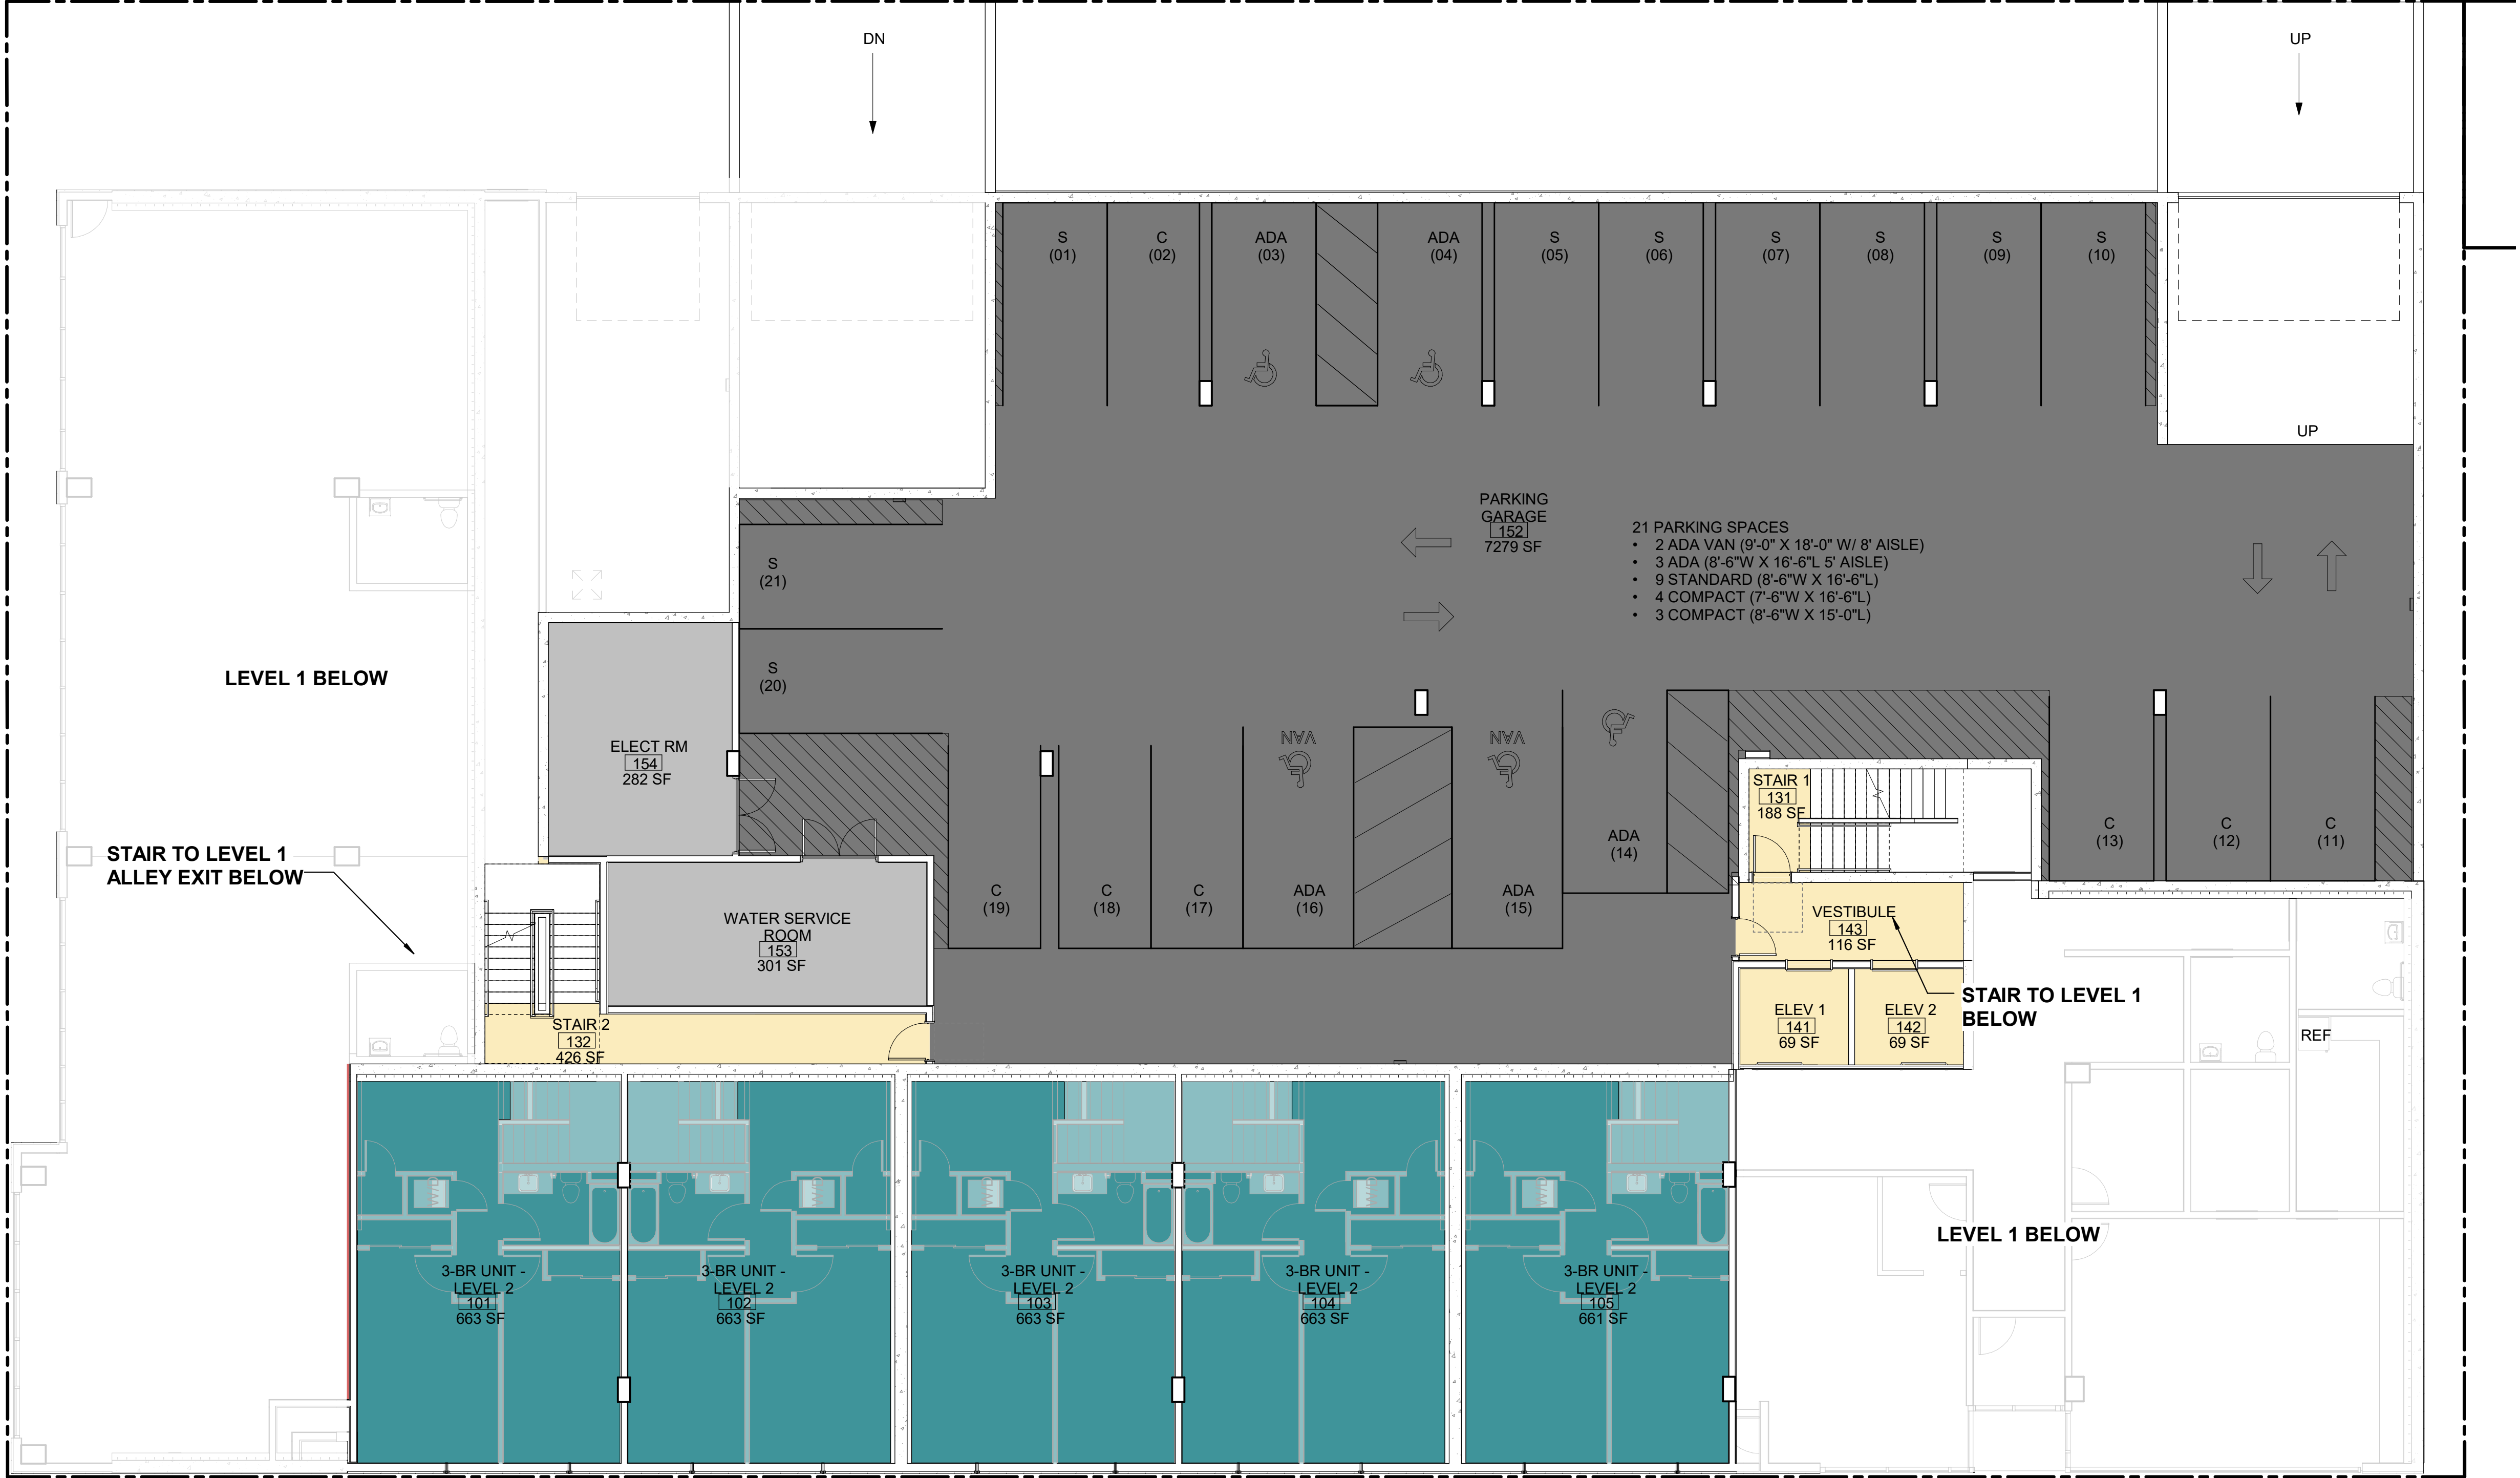 DN
UP
S
(01)
C
(02)
ADA
(03)
ADA
(04)
S
(05)
S
(06)
S
(07)
S
(08)
S
(09)
S
(10)
UP
PARKING
GARAGE
152
7279 SF
21 PARKING SPACES
• 2 ADA VAN (9'-0" X 18'-0" W/ 8' AISLE)
• 3 ADA (8'-6"W X 16'-6"L 5' AISLE)
• 9 STANDARD (8'-6"W X 16'-6"L)
• 4 COMPACT (7'-6"W X 16'-6"L)
• 3 COMPACT (8'-6"W X 15'-0"L)
S
(21)
S
(20)
LEVEL 1 BELOW
ELECT RM
154
282 SF
VAN
VAN
STAIR 1
131
188 SF
ADA
(14)
C
(13)
C
(12)
C
(11)
STAIR TO LEVEL 1
ALLEY EXIT BELOW
C
(19)
C
(18)
C
(17)
ADA
(16)
ADA
(15)
WATER SERVICE
ROOM
153
301 SF
VESTIBULE
143
116 SF
STAIR TO LEVEL 1
BELOW
ELEV 1
141
69 SF
ELEV 2
142
69 SF
STAIR 2
132
426 SF
REF
W/D
W/D
W/D
W/D
W/D
LEVEL 1 BELOW
3-BR UNIT -
LEVEL 2
101
663 SF
3-BR UNIT -
LEVEL 2
102
663 SF
3-BR UNIT -
LEVEL 2
103
663 SF
3-BR UNIT -
LEVEL 2
104
663 SF
3-BR UNIT -
LEVEL 2
105
661 SF